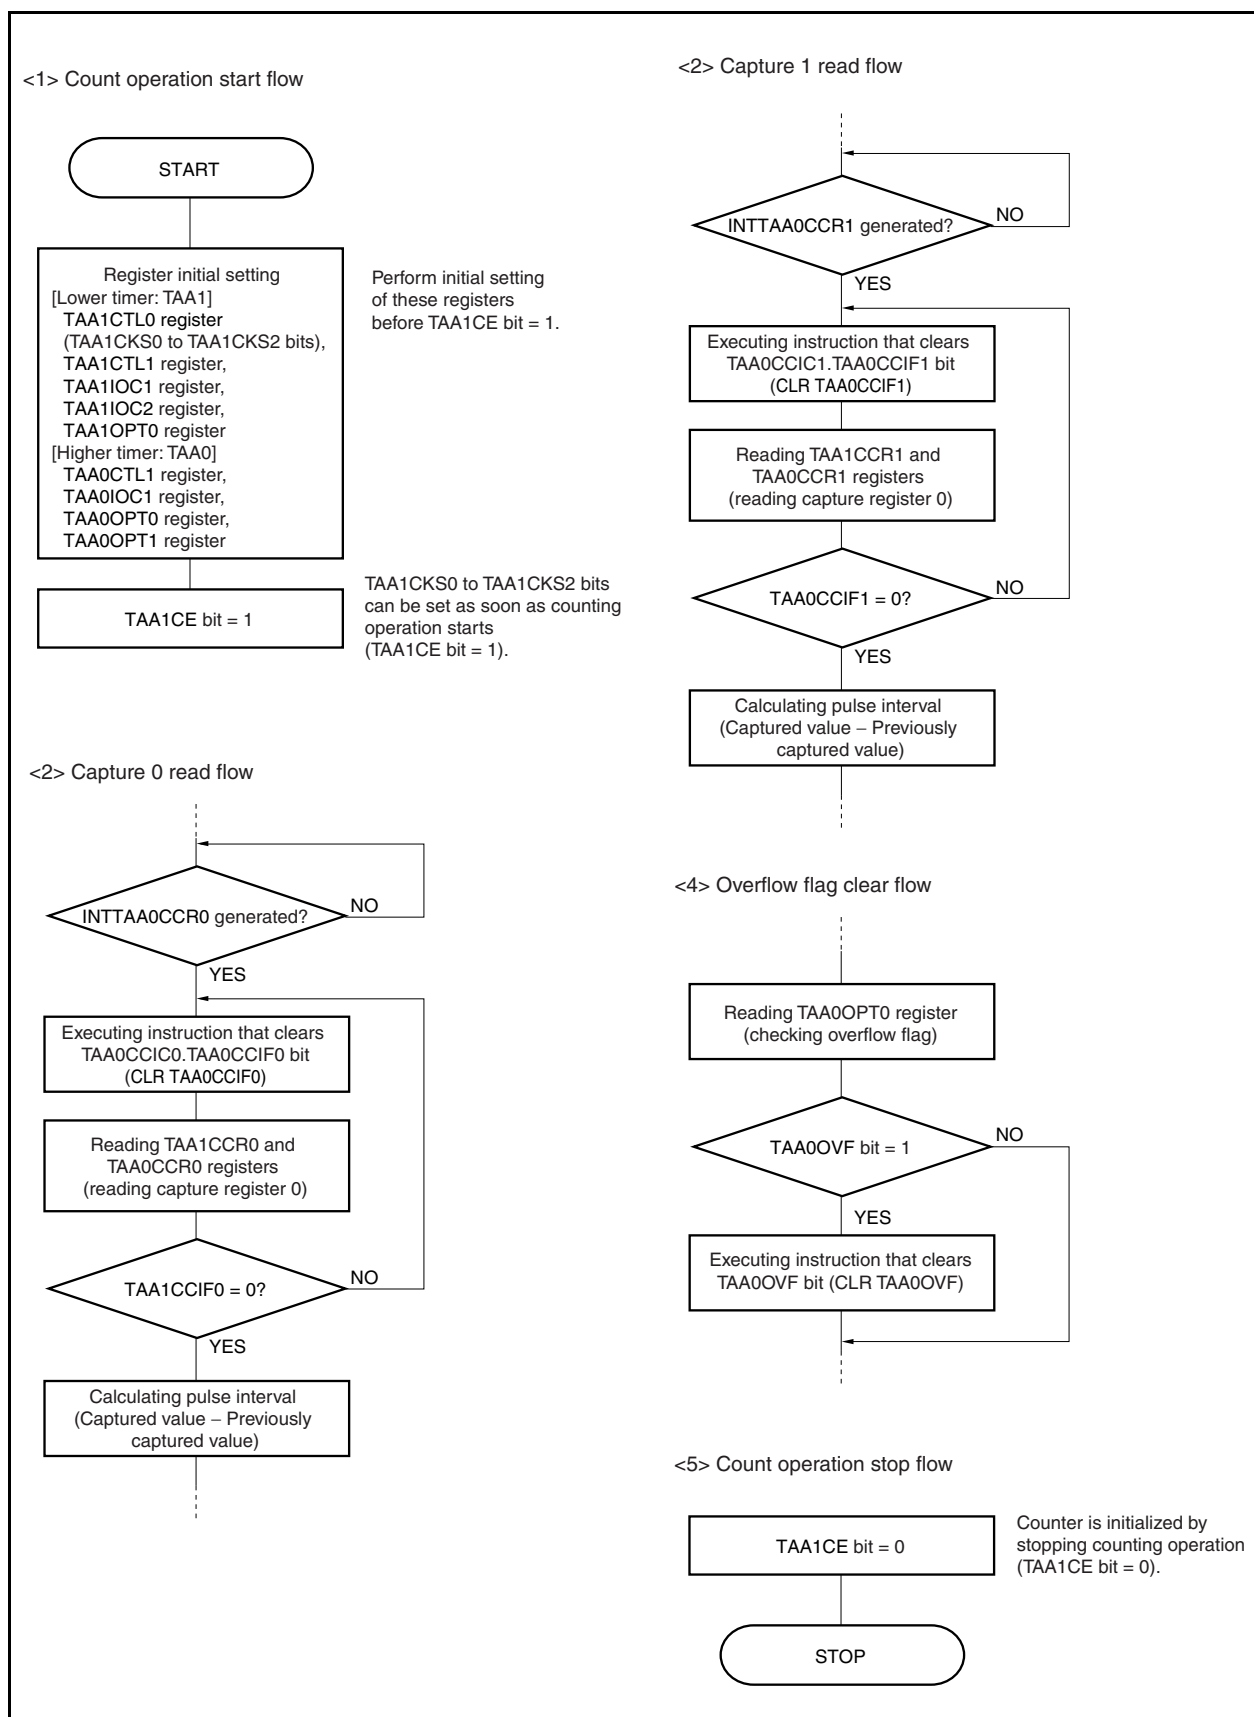 <1> Count operation start flow
START
Register initial setting
[Lower timer: TAA1]
TAA1CTL0 register
(TAA1CKS0 to TAA1CKS2 bits),
TAA1CTL1 register,
TAA1IOC1 register,
TAA1IOC2 register,
TAA1OPT0 register
[Higher timer: TAA0]
TAA0CTL1 register,
TAA0IOC1 register,
TAA0OPT0 register,
TAA0OPT1 register
Perform initial setting
of these registers
before TAA1CE bit = 1.
TAA1CE bit = 1
TAA1CKS0 to TAA1CKS2 bits
can be set as soon as counting
operation starts
(TAA1CE bit = 1).
<2> Capture 0 read flow
INTTAA0CCR0 generated?
NO
YES
Executing instruction that clears
TAA0CCIC0.TAA0CCIF0 bit
(CLR TAA0CCIF0)
Reading TAA1CCR0 and
TAA0CCR0 registers
(reading capture register 0)
TAA1CCIF0 = 0?
NO
YES
Calculating pulse interval
(Captured value – Previously
captured value)
<2> Capture 1 read flow
INTTAA0CCR1 generated?
NO
YES
Executing instruction that clears
TAA0CCIC1.TAA0CCIF1 bit
(CLR TAA0CCIF1)
Reading TAA1CCR1 and
TAA0CCR1 registers
(reading capture register 0)
TAA0CCIF1 = 0?
NO
YES
Calculating pulse interval
(Captured value – Previously
captured value)
<4> Overflow flag clear flow
Reading TAA0OPT0 register
(checking overflow flag)
TAA0OVF bit = 1
NO
YES
Executing instruction that clears
TAA0OVF bit (CLR TAA0OVF)
<5> Count operation stop flow
TAA1CE bit = 0
Counter is initialized by
stopping counting operation
(TAA1CE bit = 0).
STOP